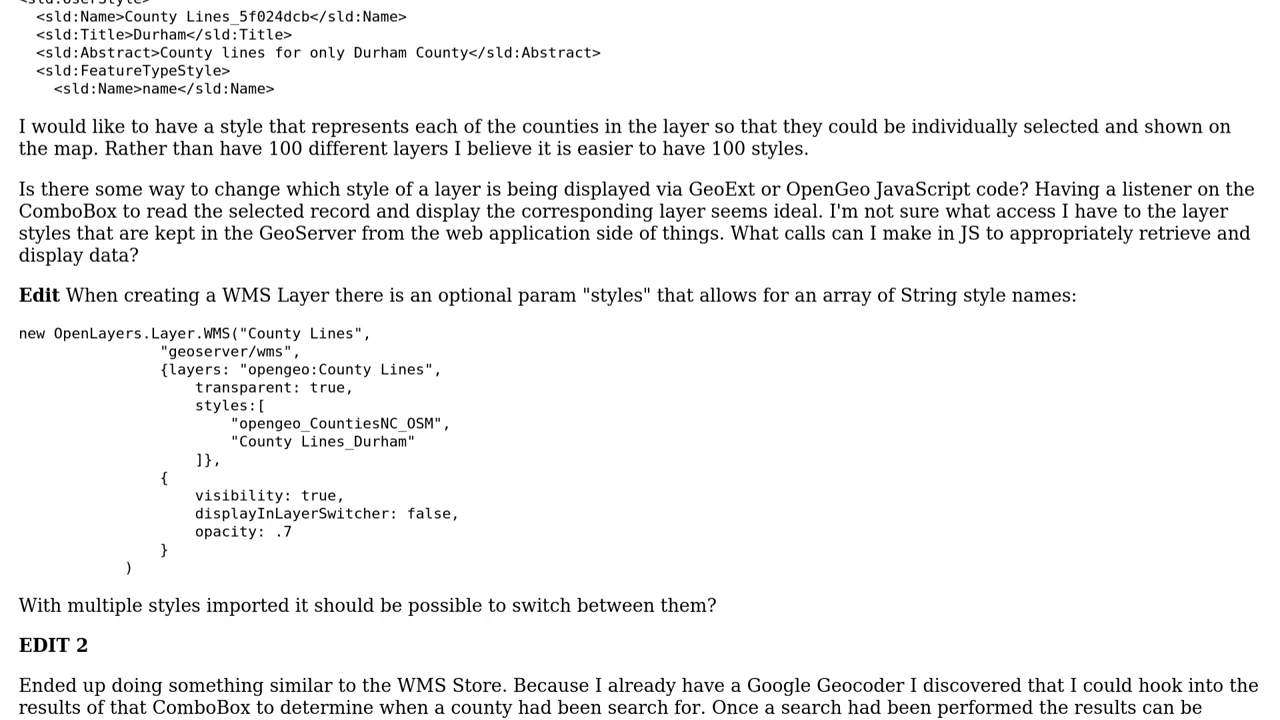 <sld:UserStyle>
<sld:Name>County Lines_5f024dcb</sld:Name>
<sld:Title>Durham</sld:Title>
<sld:Abstract>County lines for only Durham County</sld:Abstract>
<sld:FeatureTypeStyle>
<sld:Name>name</sld:Name>
I would like to have a style that represents each of the counties in the layer so that they could be individually selected and shown on
the map. Rather than have 100 different layers I believe it is easier to have 100 styles.
Is there some way to change which style of a layer is being displayed via GeoExt or OpenGeo JavaScript code? Having a listener on the
ComboBox to read the selected record and display the corresponding layer seems ideal. I'm not sure what access I have to the layer
styles that are kept in the GeoServer from the web application side of things. What calls can I make in JS to appropriately retrieve and
display data?
Edit When creating a WMS Layer there is an optional param "styles" that allows for an array of String style names:
new OpenLayers.Layer.WMS("County Lines",
"geoserver/wms",
{layers: "opengeo:County Lines",
transparent: true,
styles:[
"opengeo_CountiesNC_OSM",
"County Lines_Durham"
]},
{
visibility: true,
displayInLayerSwitcher: false,
opacity: .7
}
)
With multiple styles imported it should be possible to switch between them?
EDIT 2
Ended up doing something similar to the WMS Store. Because I already have a Google Geocoder I discovered that I could hook into the
results of that ComboBox to determine when a county had been search for. Once a search had been performed the results can be